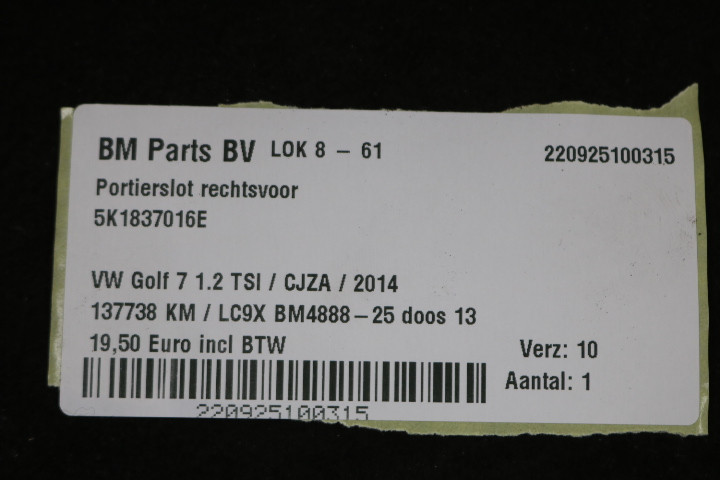 BM Parts BV LOK 8 - 61 220925100315
Portierslot rechtsvoor
5K1837016E
VW Golf 7 1.2 TSI / CJZA / 2014
137738 KM / LC9X BM4888-25 doos 13
19,50 Euro incl BTW
Verz: 10
Aantal: 1
220925100315